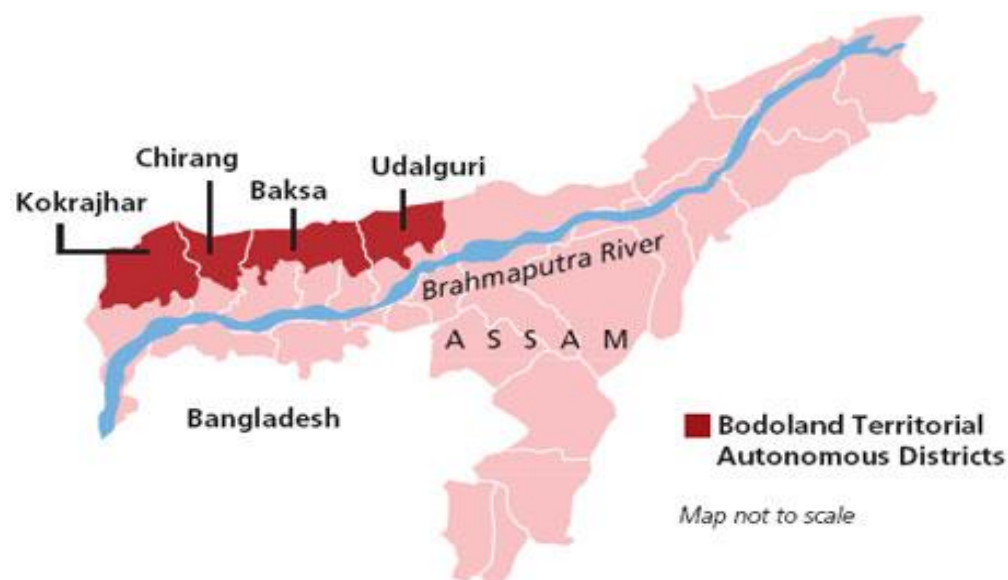 Chirang
Udalguri
Baksa
Kokrajhar
Brahmaputra River
A S S A M
Bangladesh
Bodoland Territorial
Autonomous Districts
Map not to scale